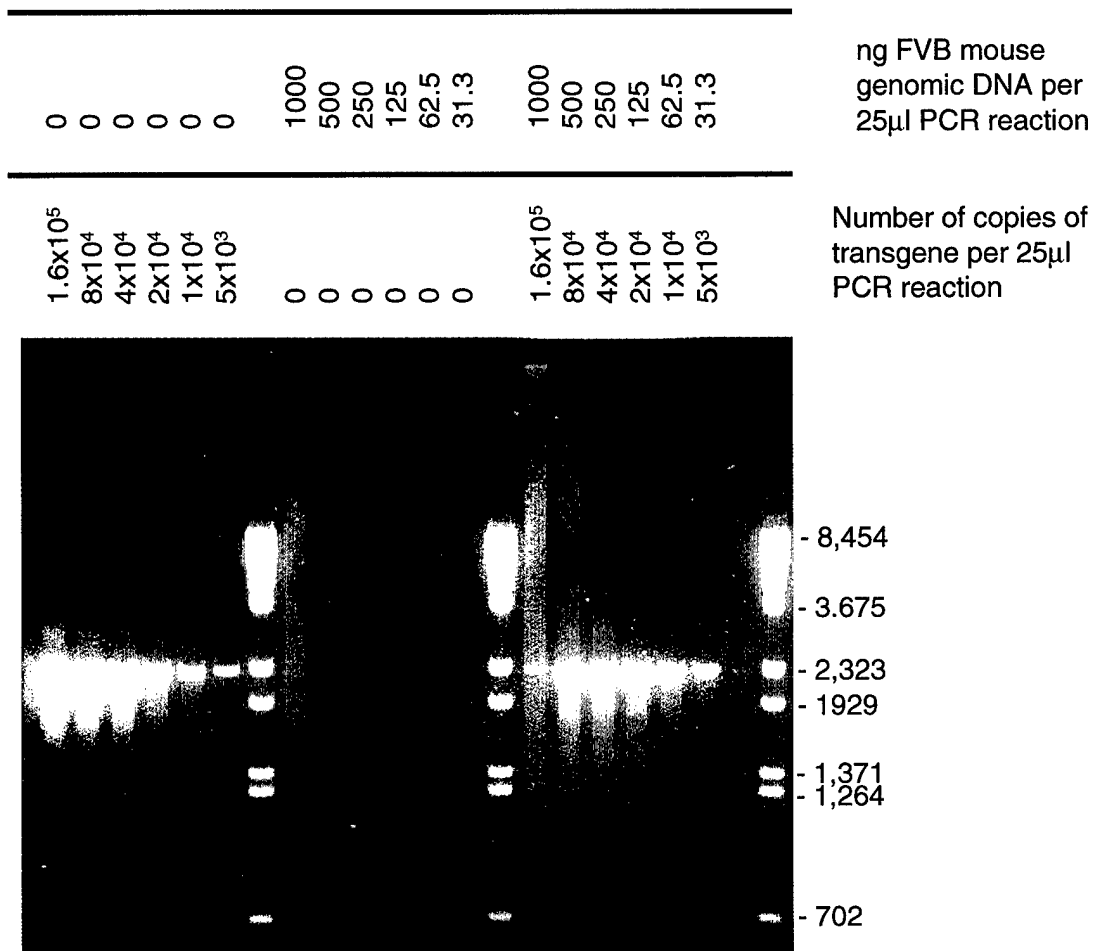 0 0 0 0 0 0 1000 500 250 125 62.5 31.3 1000 500 250 125 62.5 31.3
ng FVB mouse
genomic DNA per
25µl PCR reaction
1.6x10⁵ 8x10⁴ 4x10⁴ 2x10⁴ 1x10⁴ 5x10³ 0 0 0 0 0 0 1.6x10⁵ 8x10⁴ 4x10⁴ 2x10⁴ 1x10⁴ 5x10³
Number of copies of
transgene per 25µl
PCR reaction
- 8,454
- 3.675
- 2,323
- 1929
- 1,371
- 1,264
- 702